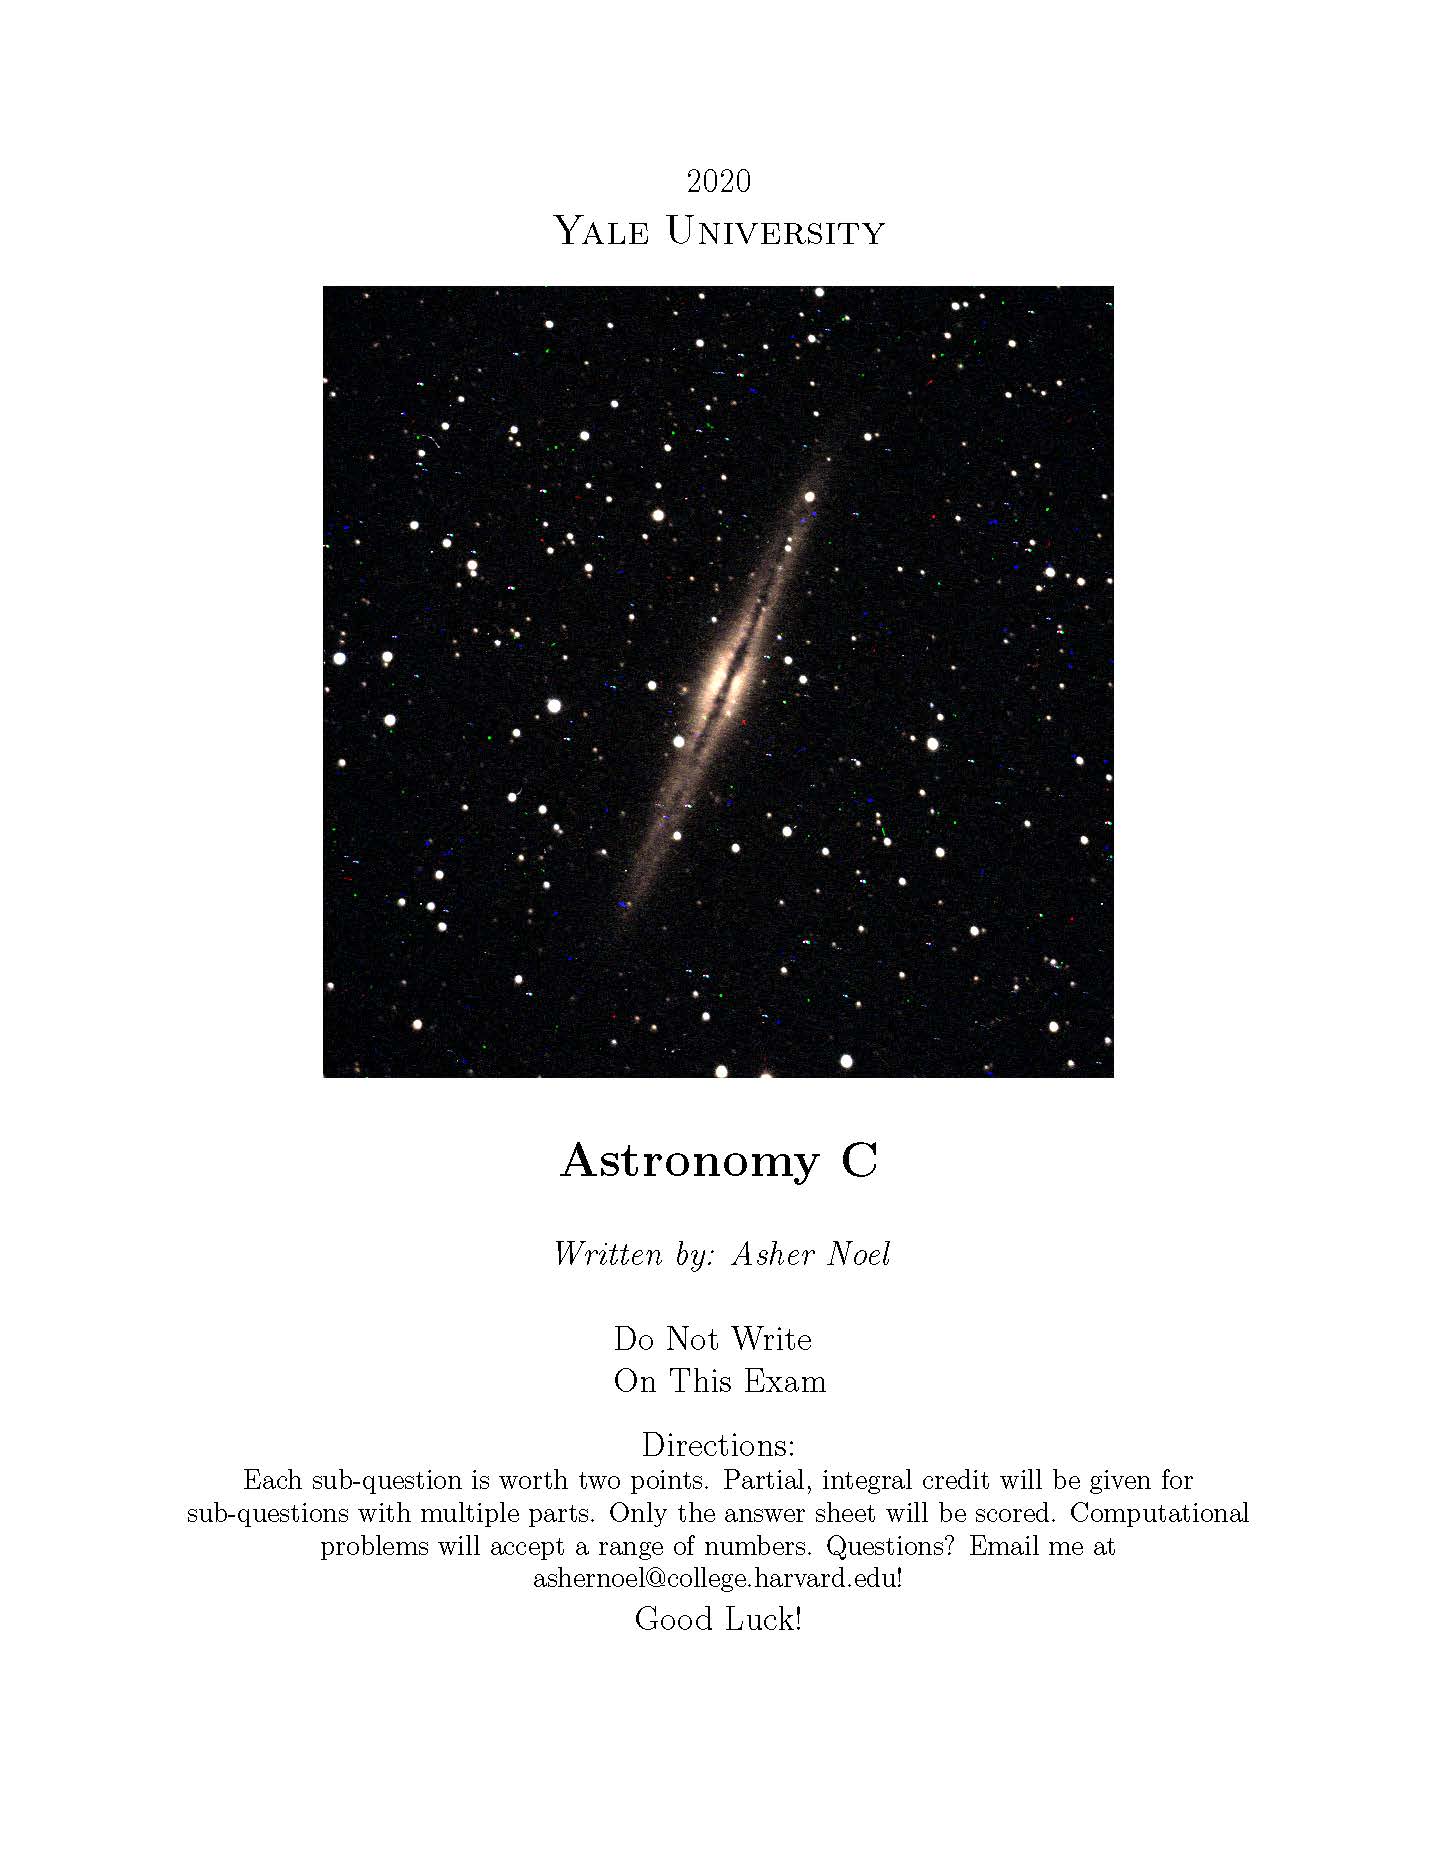 2020
Yale University
Astronomy C
Written by: Asher Noel
Do Not Write
On This Exam
Directions:
Each sub-question is worth two points. Partial, integral credit will be given for
sub-questions with multiple parts. Only the answer sheet will be scored. Computational
problems will accept a range of numbers. Questions? Email me at
ashernoel@college.harvard.edu!
Good Luck!